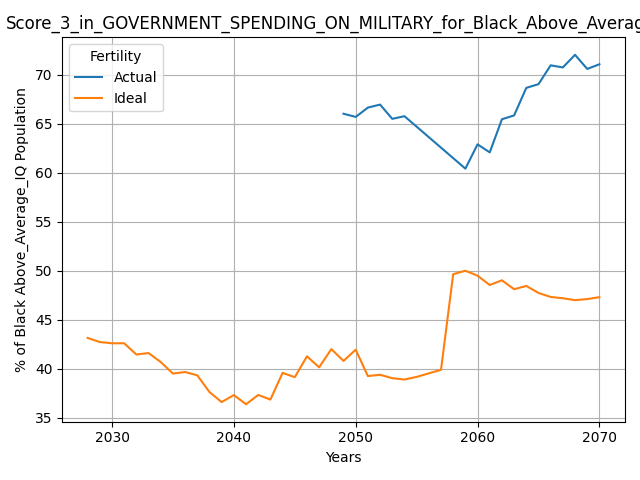 Score_3_in_GOVERNMENT_SPENDING_ON_MILITARY_for_Black_Above_Averag
Fertility
Actual
Ideal
% of Black Above_Average_IQ Population
70
65
60
55
50
45
40
35
2030 2040 2050 2060 2070
Years